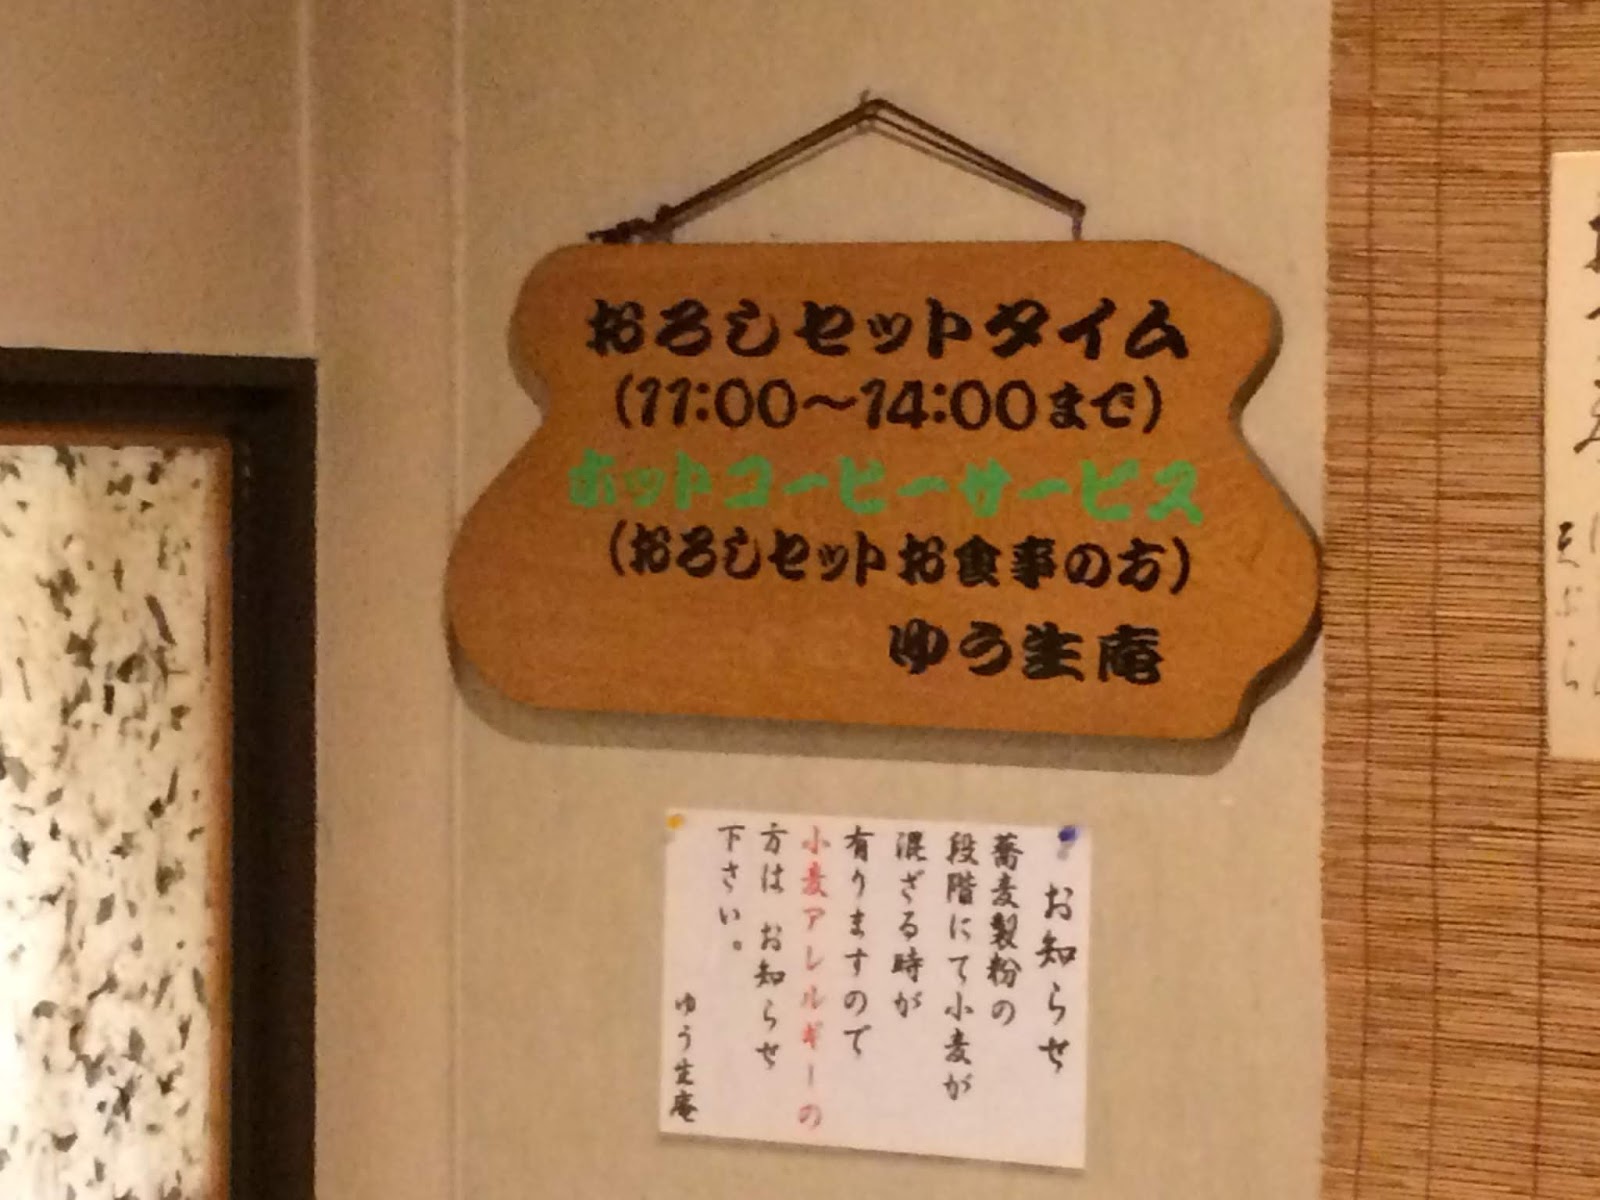 おろしセットタイム
(11:00〜14:00まで)
ホットコーヒーサービス
(おろしセットお食事の方)
ゆう生庵
お知らせ
蕎麦製粉の
段階にて小麦が
混ざる時が
有りますので
小麦アレルギーの
方は お知らせ
下さい。
ゆう生庵
天ぷら